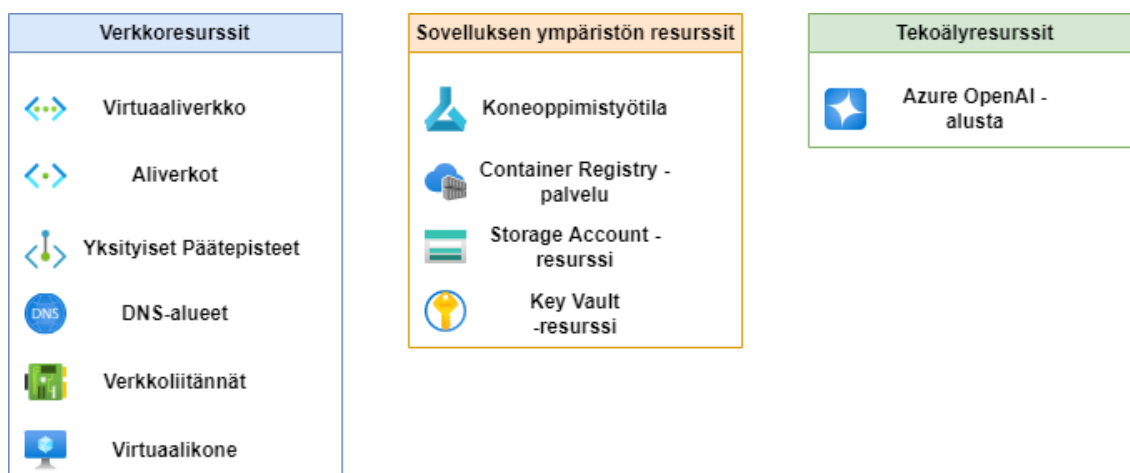 Verkkoresurssit
Virtuaaliverkko
Aliverkot
Yksityiset Päätepisteet
DNS
DNS-alueet
Verkkoliitännät
Virtuaalikone
Sovelluksen ympäristön resurssit
Koneoppimistyötila
Container Registry -
palvelu
Storage Account -
resurssi
Key Vault
-resurssi
Tekoälyresurssit
Azure OpenAI -
alusta